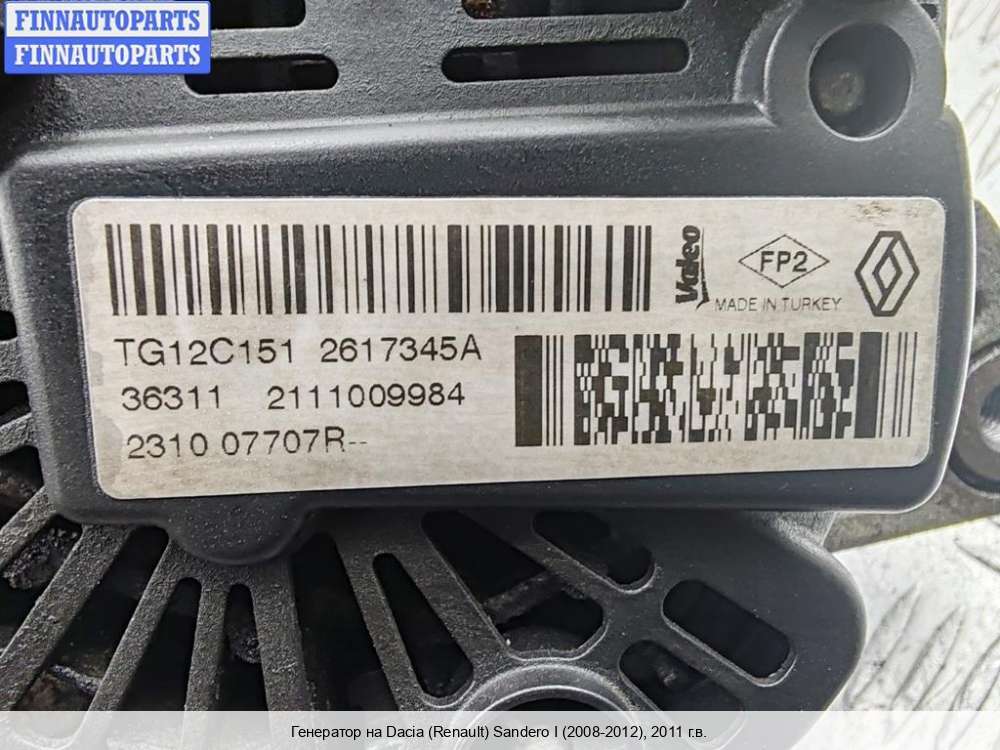 FINNAUTOPARTS
FINNAUTOPARTS
Valeo
FP2
MADE IN TURKEY
TG12C151 2617345A
36311 2111009984
2310 07707R--
Генератор на Dacia (Renault) Sandero I (2008-2012), 2011 г.в.